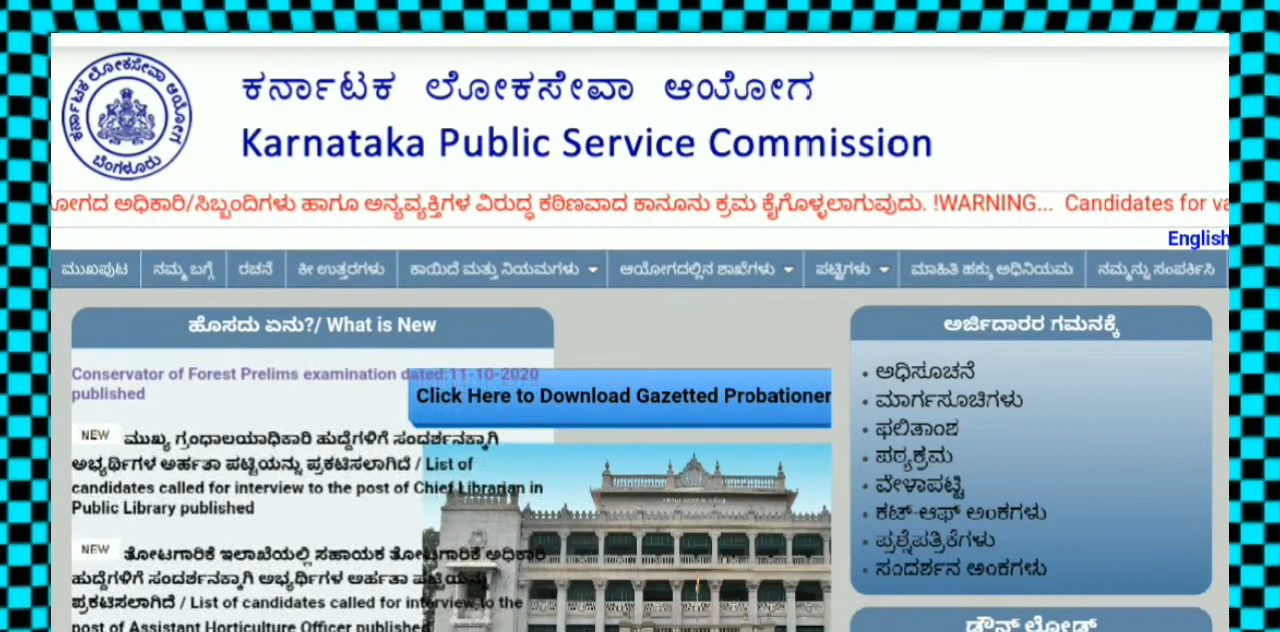 ಕರ್ನಾಟಕ ಲೋಕಸೇವಾ ಆಯೋಗ
ಬೆಂಗಳೂರು
ಕರ್ನಾಟಕ ಲೋಕಸೇವಾ ಆಯೋಗ
Karnataka Public Service Commission
ಅಧಿಕಾರಿ/ಸಿಬ್ಬಂದಿಗಳು ಹಾಗೂ ಅನ್ಯವ್ಯಕ್ತಿಗಳ ವಿರುದ್ಧ ಕಠಿಣವಾದ ಕಾನೂನು ಕ್ರಮ ಕೈಗೊಳ್ಳಲಾಗುವುದು. !WARNING... Candidates for va
English
ಮುಖಪುಟ ನಮ್ಮ ಬಗ್ಗೆ ರಚನೆ ಕೀ ಉತ್ತರಗಳು ಕಾಯಿದೆ ಮತ್ತು ನಿಯಮಗಳು ಆಯೋಗದಲ್ಲಿನ ಶಾಖೆಗಳು ಪಟ್ಟಿಗಳು ಮಾಹಿತಿ ಹಕ್ಕು ಅಧಿನಿಯಮ ನಮ್ಮನ್ನು ಸಂಪರ್ಕಿಸಿ
ಹೊಸದು ಏನು?/ What is New
Conservator of Forest Prelims examination dated:11-10-2020
published
NEW ಮುಖ್ಯ ಗ್ರಂಥಾಲಯಾಧಿಕಾರಿ ಹುದ್ದೆಗಳಿಗೆ ಸಂದರ್ಶನಕ್ಕಾಗಿ
ಅಭ್ಯರ್ಥಿಗಳ ಅರ್ಹತಾ ಪಟ್ಟಿಯನ್ನು ಪ್ರಕಟಿಸಲಾಗಿದೆ / List of
candidates called for interview to the post of Chief Librarian in
Public Library published
NEW ತೋಟಗಾರಿಕೆ ಇಲಾಖೆಯಲ್ಲಿ ಸಹಾಯಕ ತೋಟಗಾರಿಕೆ ಅಧಿಕಾರಿ
ಹುದ್ದೆಗಳಿಗೆ ಸಂದರ್ಶನಕ್ಕಾಗಿ ಅಭ್ಯರ್ಥಿಗಳ ಅರ್ಹತಾ ಪಟ್ಟಿಯನ್ನು
ಪ್ರಕಟಿಸಲಾಗಿದೆ / List of candidates called for interview to the
post of Assistant Horticulture Officer published
Click Here to Download Gazetted Probationer
ಅರ್ಜಿದಾರರ ಗಮನಕ್ಕೆ
ಅಧಿಸೂಚನೆ
ಮಾರ್ಗಸೂಚಿಗಳು
ಫಲಿತಾಂಶ
ಪಠ್ಯಕ್ರಮ
ವೇಳಾಪಟ್ಟಿ
ಕಟ್-ಆಫ್ ಅಂಕಗಳು
ಪ್ರಶ್ನೆಪತ್ರಿಕೆಗಳು
ಸಂದರ್ಶನ ಅಂಕಗಳು
ಡೌನ್ ಲೋಡ್